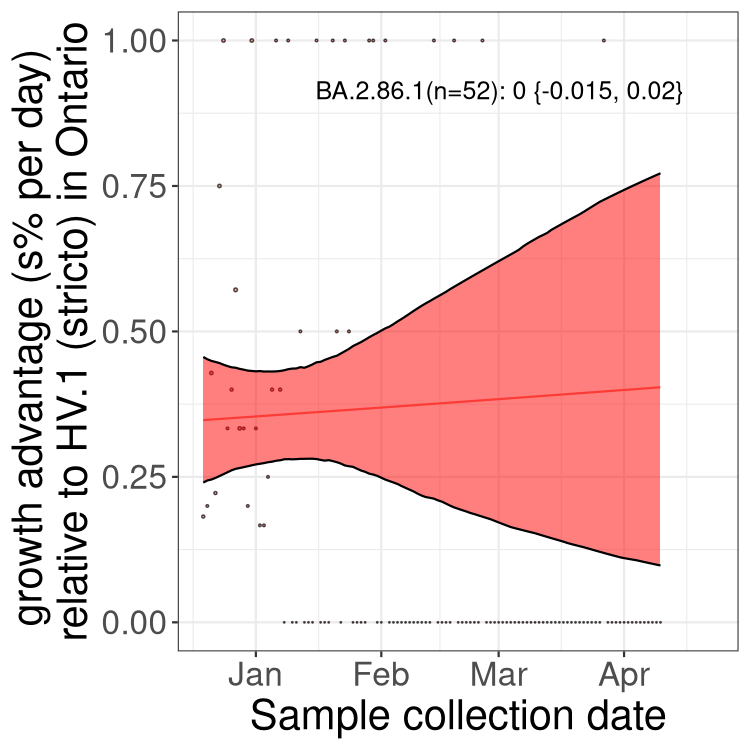 growth advantage (s% per day)
relative to HV.1 (stricto) in Ontario
1.00
0.75
0.50
0.25
0.00
BA.2.86.1(n=52): 0 {-0.015, 0.02}
Jan Feb Mar Apr
Sample collection date